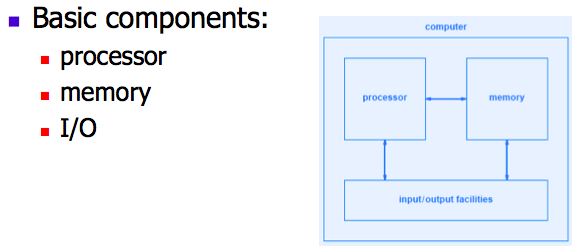 Basic components:
processor
memory
I/O
computer
processor
memory
input/output facilities